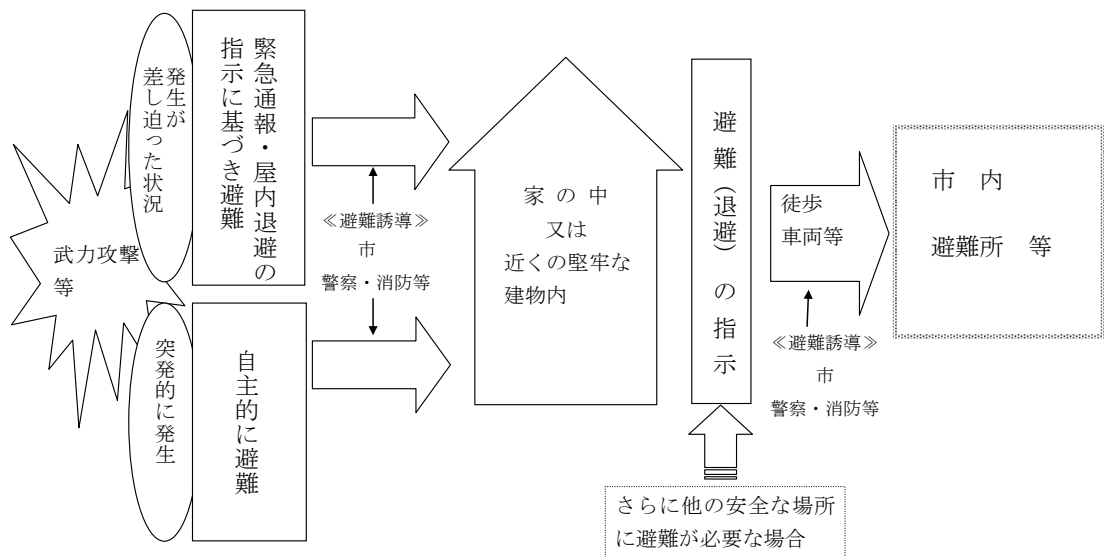 武力攻撃
等
発生が
差し迫った状況
緊急通報・屋内退避の
指示に基づき避難
突発的に発生
自主的に避難
≪避難誘導≫
市
警察・消防等
家の中
又は
近くの堅牢な
建物内
避難(退避)の指示
さらに他の安全な場所
に避難が必要な場合
徒歩
車両等
≪避難誘導≫
市
警察・消防等
市　内
避難所　等